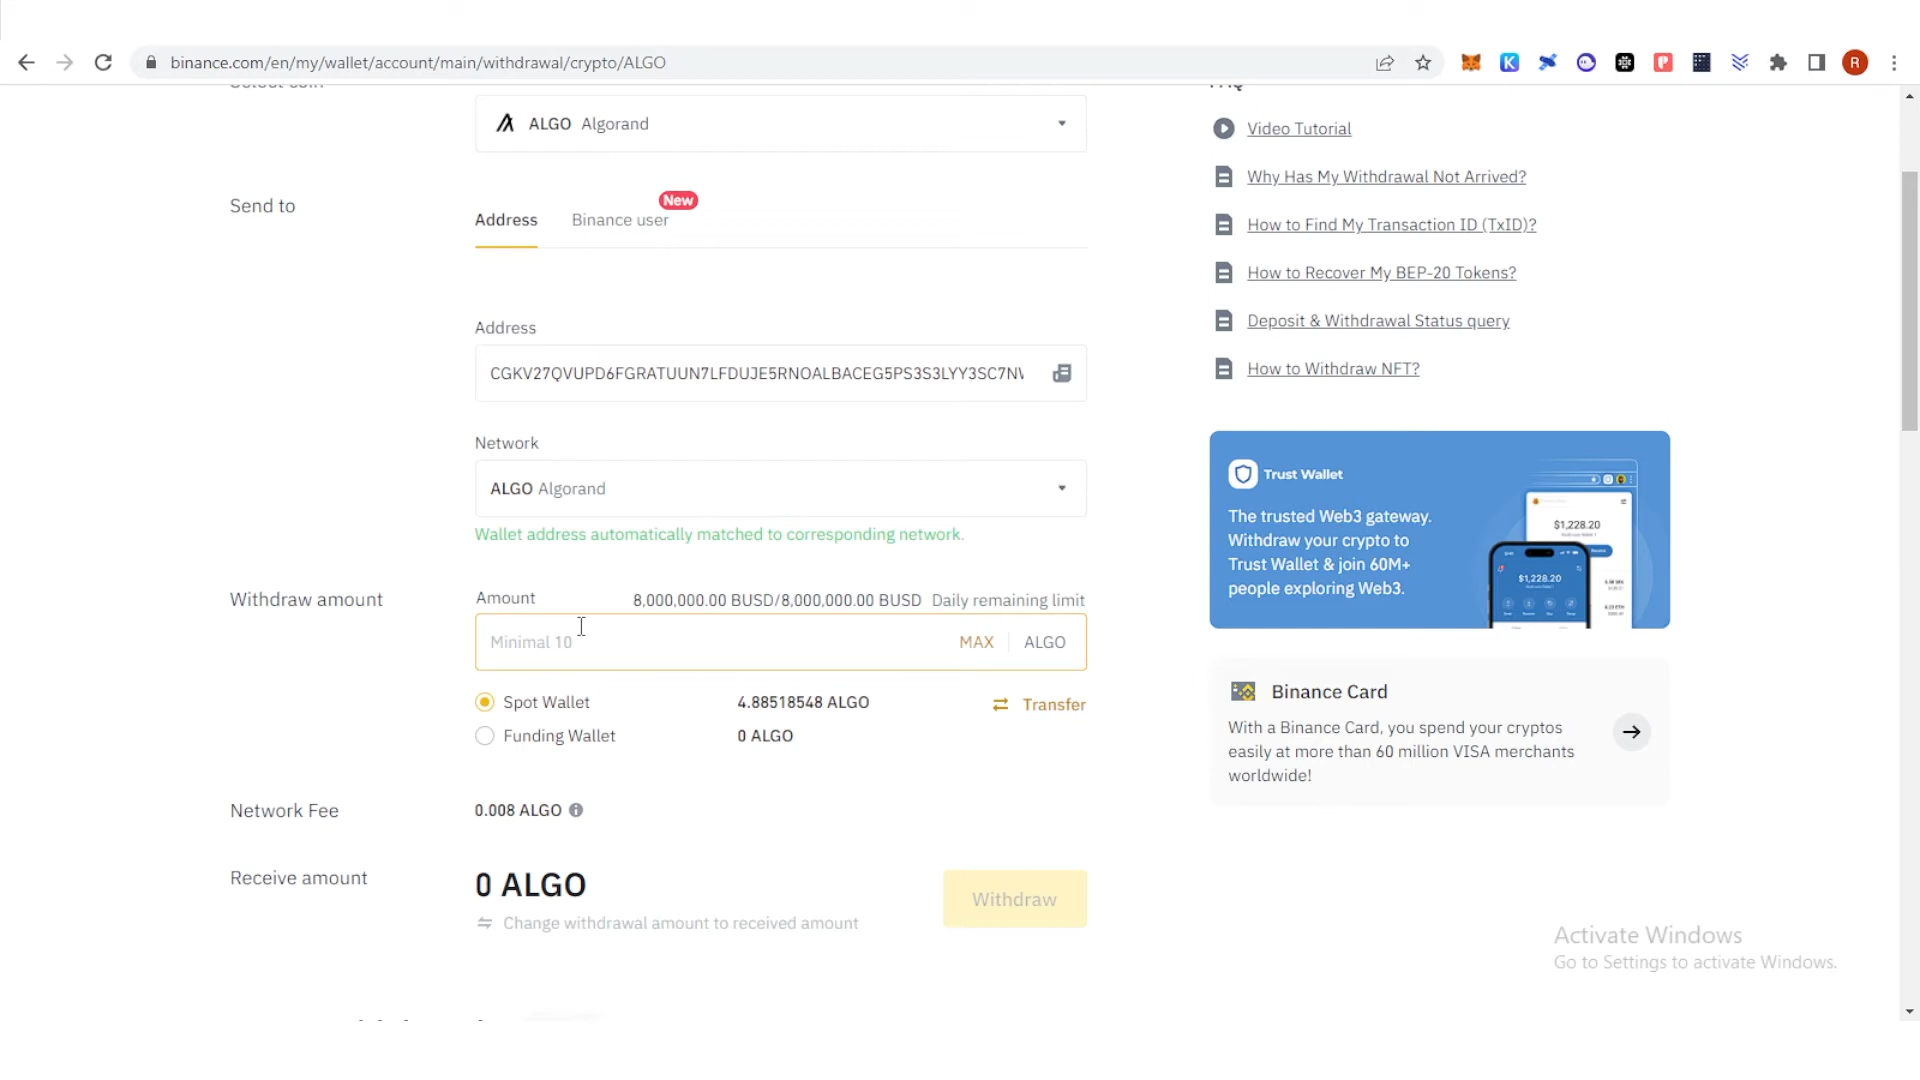 binance.com/en/my/wallet/account/main/withdrawal/crypto/ALGO
R
ALGO Algorand
Send to
Address
Binance user
New
Address
CGKV27QVUPD6FGRATUUN7LFDUJE5RNOALBACEG5PS3S3LYY3SC7N
Network
ALGO Algorand
Wallet address automatically matched to corresponding network.
Withdraw amount
Amount
8,000,000.00 BUSD/8,000,000.00 BUSD Daily remaining limit
Minimal 10
MAX
ALGO
Spot Wallet
4.88518548 ALGO
Transfer
Funding Wallet
0 ALGO
Network Fee
0.008 ALGO
Receive amount
0 ALGO
Change withdrawal amount to received amount
Withdraw
FAQ
Video Tutorial
Why Has My Withdrawal Not Arrived?
How to Find My Transaction ID (TxID)?
How to Recover My BEP-20 Tokens?
Deposit & Withdrawal Status query
How to Withdraw NFT?
Trust Wallet
The trusted Web3 gateway.
Withdraw your crypto to
Trust Wallet & join 60M+
people exploring Web3.
$1,228.20
$1,228.20
Binance Card
With a Binance Card, you spend your cryptos
easily at more than 60 million VISA merchants
worldwide!
Activate Windows
Go to Settings to activate Windows.